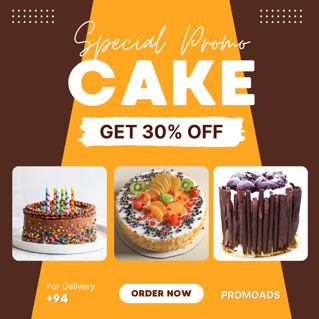 Special Promo
CAKE
GET 30% OFF
For Delivery
+94
ORDER NOW
PROMOADS